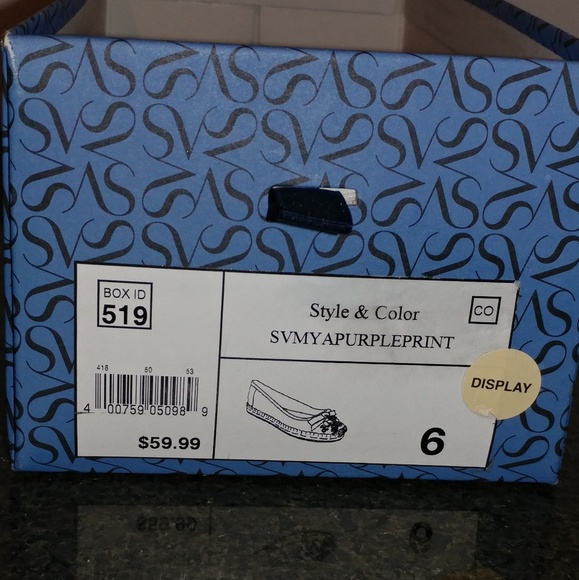 BOX ID
519
Style & Color
SVMYAPURPLEPRINT
CO
418 50 53
4 00759 05098 9
$59.99
6
DISPLAY